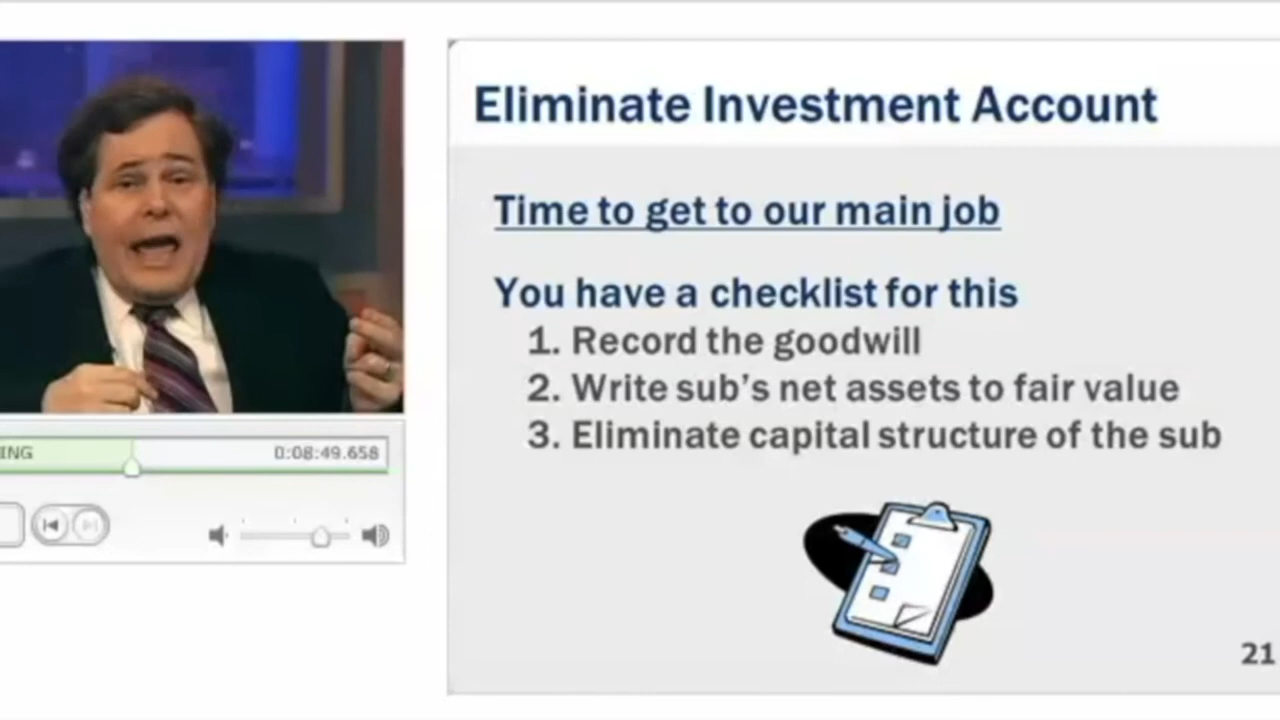 Eliminate Investment Account
Time to get to our main job
You have a checklist for this
1. Record the goodwill
2. Write sub's net assets to fair value
3. Eliminate capital structure of the sub
ING
0:08:49.658
21